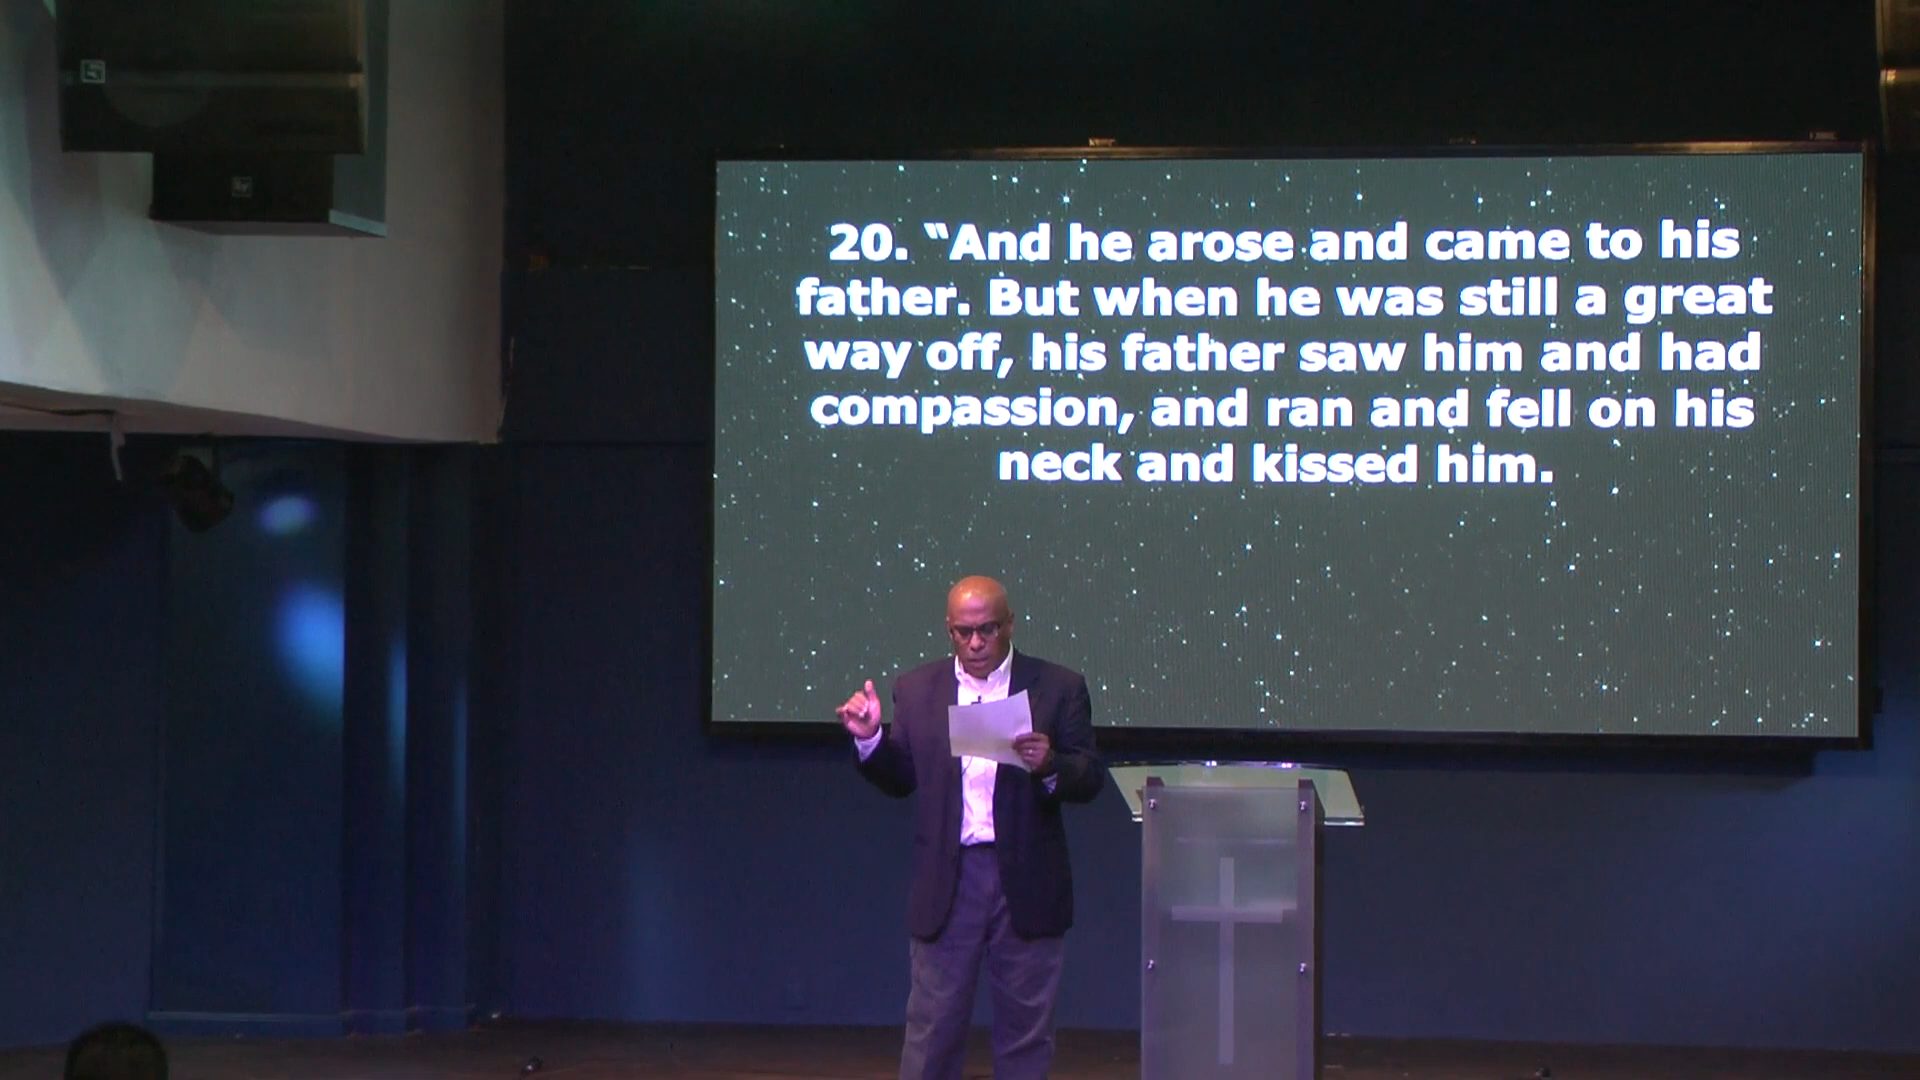 20. “And he arose and came to his
father. But when he was still a great
way off, his father saw him and had
compassion, and ran and fell on his
neck and kissed him.